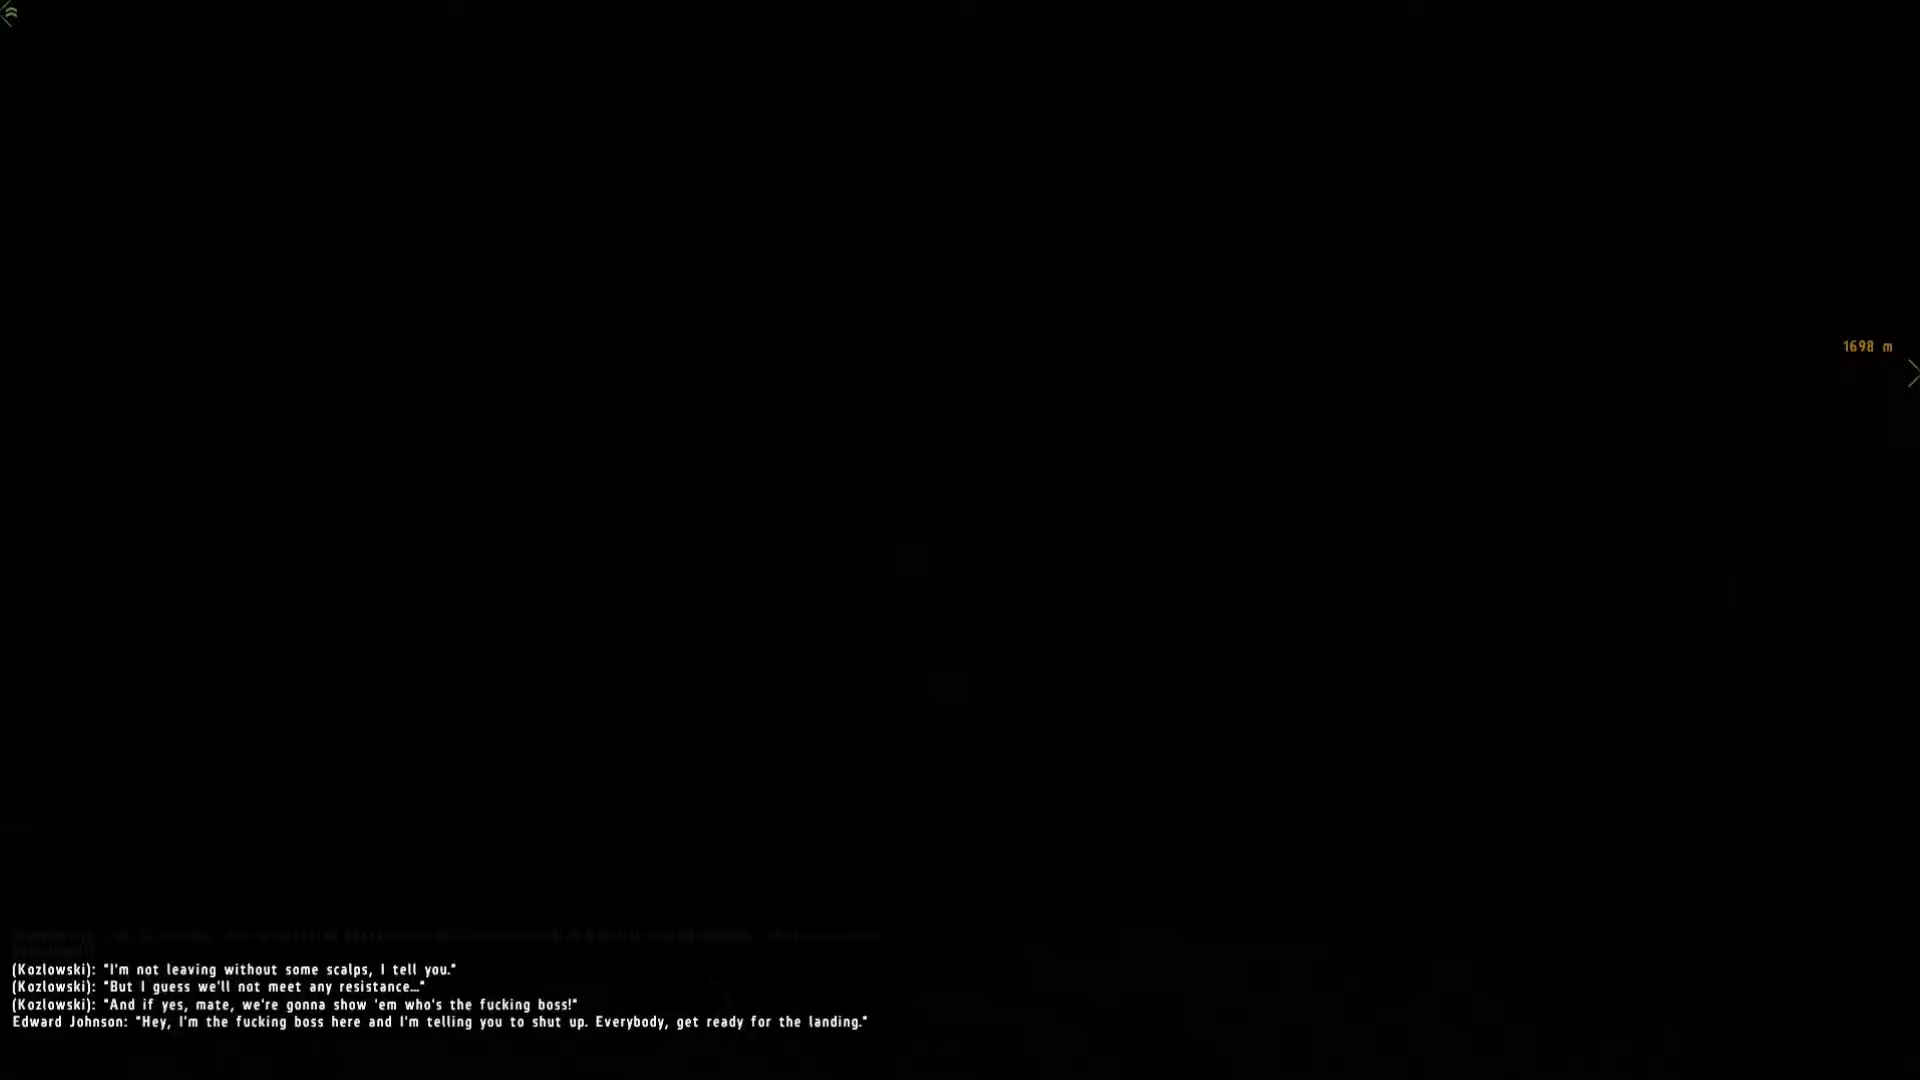 1698 m
(Kozlowski): "I'm not leaving without some scalps, I tell you."
(Kozlowski): "But I guess we'll not meet any resistance…"
(Kozlowski): "And if yes, mate, we're gonna show 'em who's the fucking boss!"
Edward Johnson: "Hey, I'm the fucking boss here and I'm telling you to shut up. Everybody, get ready for the landing."